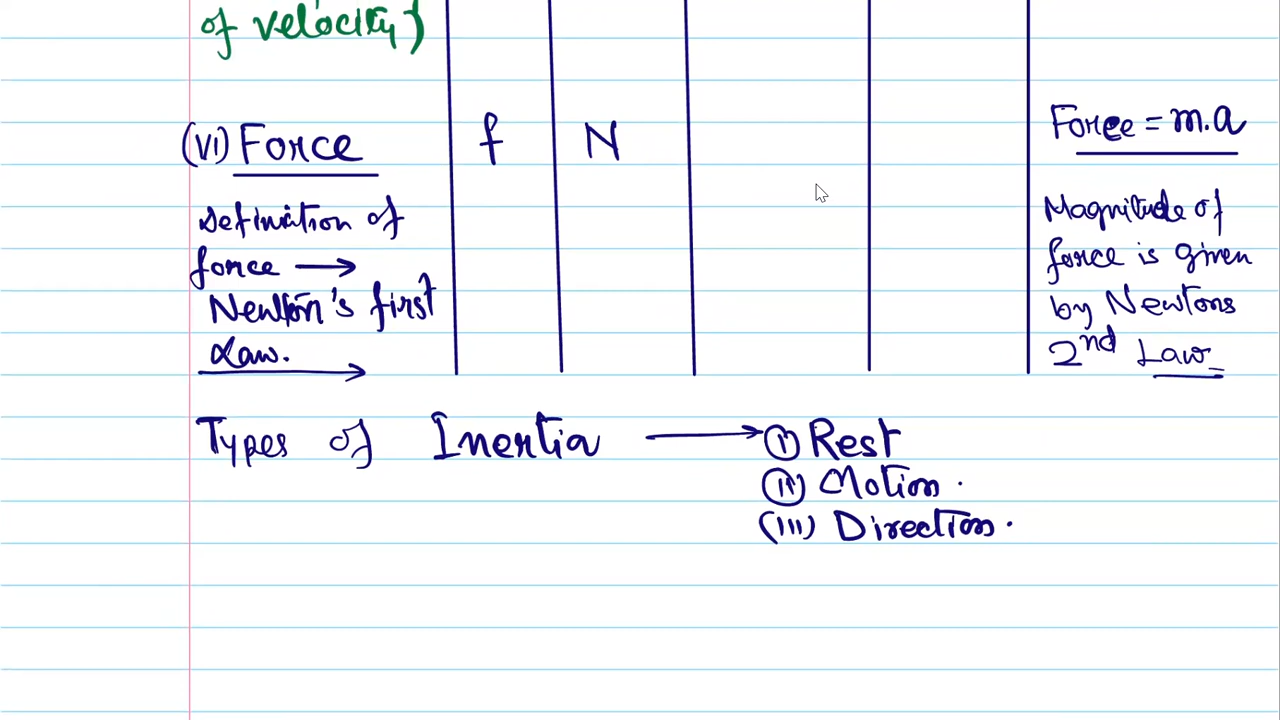 of velocity}
(VI) Force f N Force = m.a
Defination of
force →
Newton's first
Law.
Magnitude of
force is given
by Newtons
2nd Law
Types of Inertia → (i) Rest
(ii) Motion.
(iii) Direction.